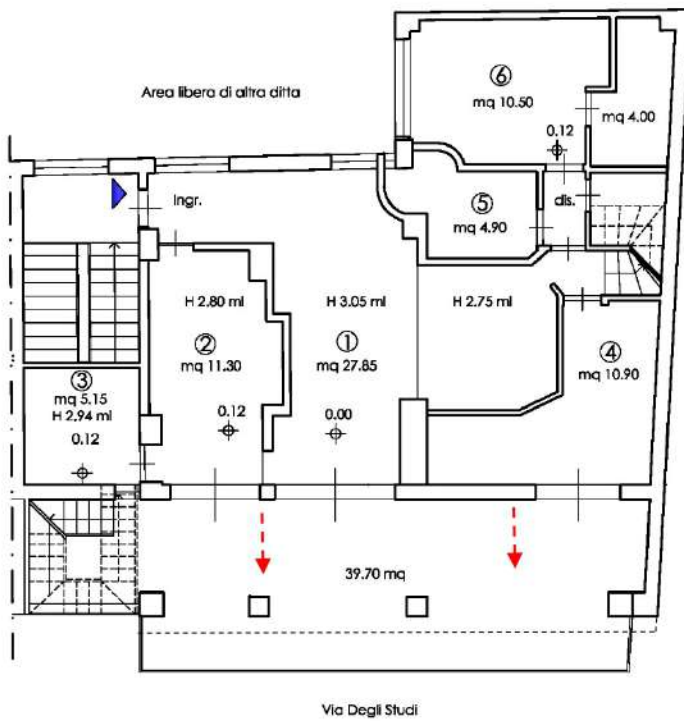 6
mq 10.50
mq 4.00
Area libera di altra ditta
0.12
Ingr.
5
mq 4.90
dis.
H 2.80 ml
H 3.05 ml
H 2.75 ml
2
mq 11.30
1
mq 27.85
4
mq 10.90
3
mq 5.15
H 2.94 ml
0.12
0.12
0.00
39.70 mq
Via Degli Studi